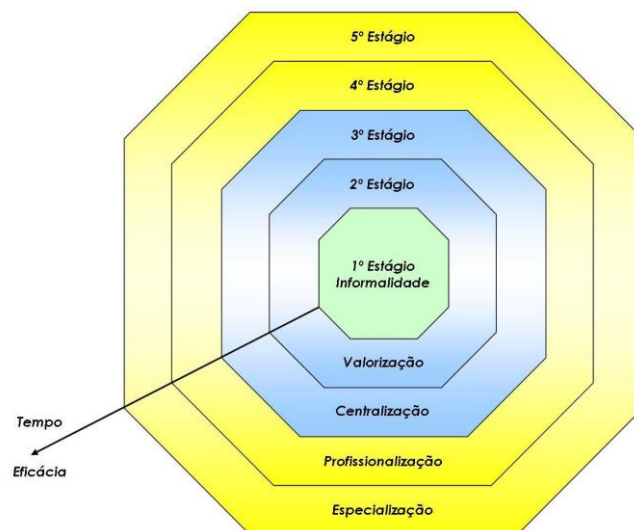 5º Estágio
4º Estágio
3º Estágio
2º Estágio
1º Estágio
Informalidade
Valorização
Centralização
Profissionalização
Especialização
Tempo
Eficácia